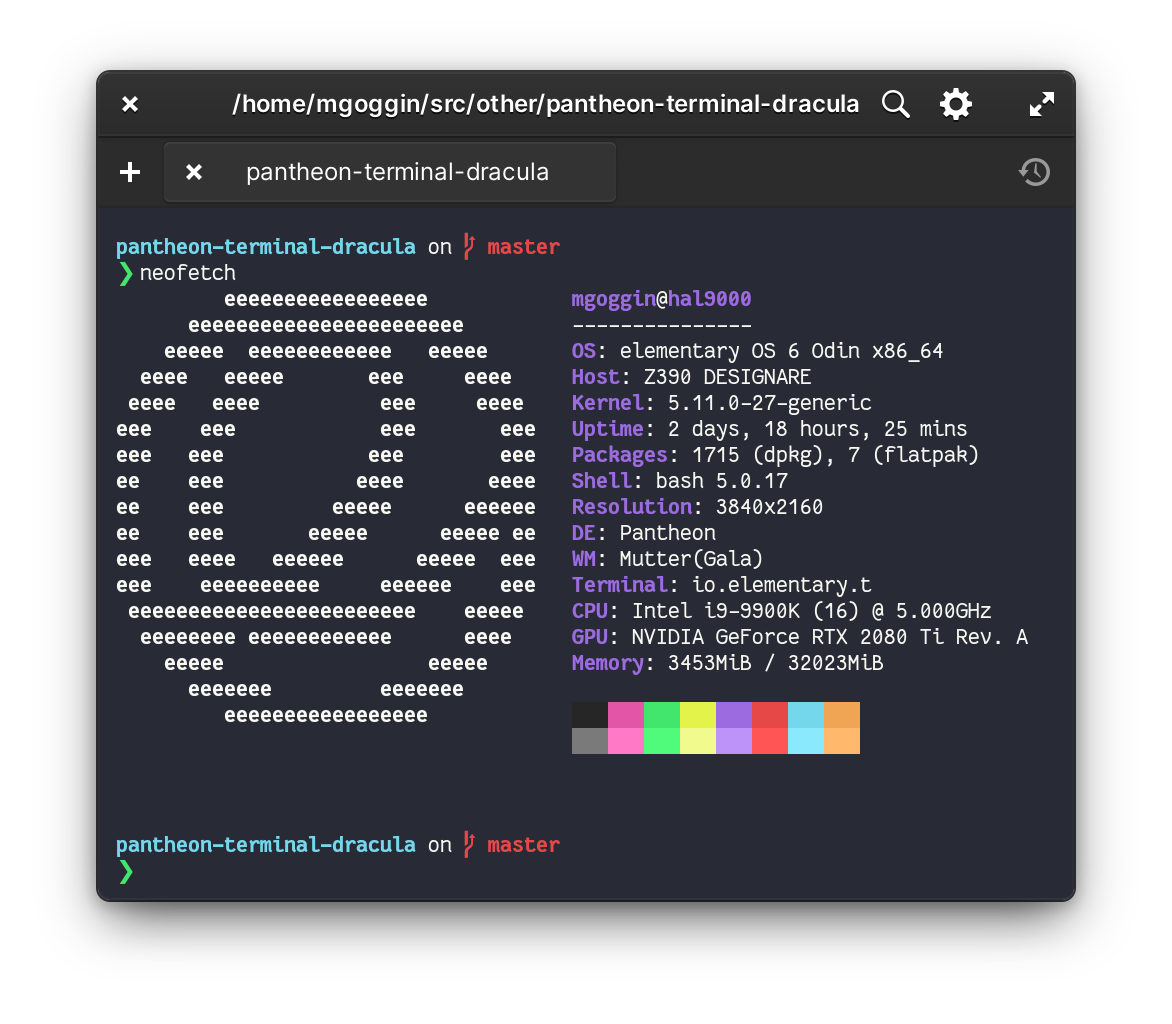 /home/mgoggin/src/other/pantheon-terminal-dracula
pantheon-terminal-dracula
pantheon-terminal-dracula on master
❯ neofetch
         eeeeeeeeeeeeeeeee            mgoggin@hal9000
      eeeeeeeeeeeeeeeeeeeeeee         ---------------
    eeeee  eeeeeeeeeeee   eeeee       OS: elementary OS 6 Odin x86_64
  eeee   eeeee       eee     eeee     Host: Z390 DESIGNARE
 eeee   eeee          eee     eeee    Kernel: 5.11.0-27-generic
eee    eee            eee       eee   Uptime: 2 days, 18 hours, 25 mins
eee   eee            eee        eee   Packages: 1715 (dpkg), 7 (flatpak)
ee    eee           eeee       eeee   Shell: bash 5.0.17
ee    eee         eeeee      eeeeee   Resolution: 3840x2160
ee    eee       eeeee      eeeee ee   DE: Pantheon
eee   eeee   eeeeee      eeeee  eee   WM: Mutter(Gala)
eee    eeeeeeeeee     eeeeee    eee   Terminal: io.elementary.t
 eeeeeeeeeeeeeeeeeeeeeeee    eeeee    CPU: Intel i9-9900K (16) @ 5.000GHz
  eeeeeeee eeeeeeeeeeee      eeee     GPU: NVIDIA GeForce RTX 2080 Ti Rev. A
    eeeee                 eeeee       Memory: 3453MiB / 32023MiB
      eeeeeee         eeeeeee
         eeeeeeeeeeeeeeeee
pantheon-terminal-dracula on master
❯